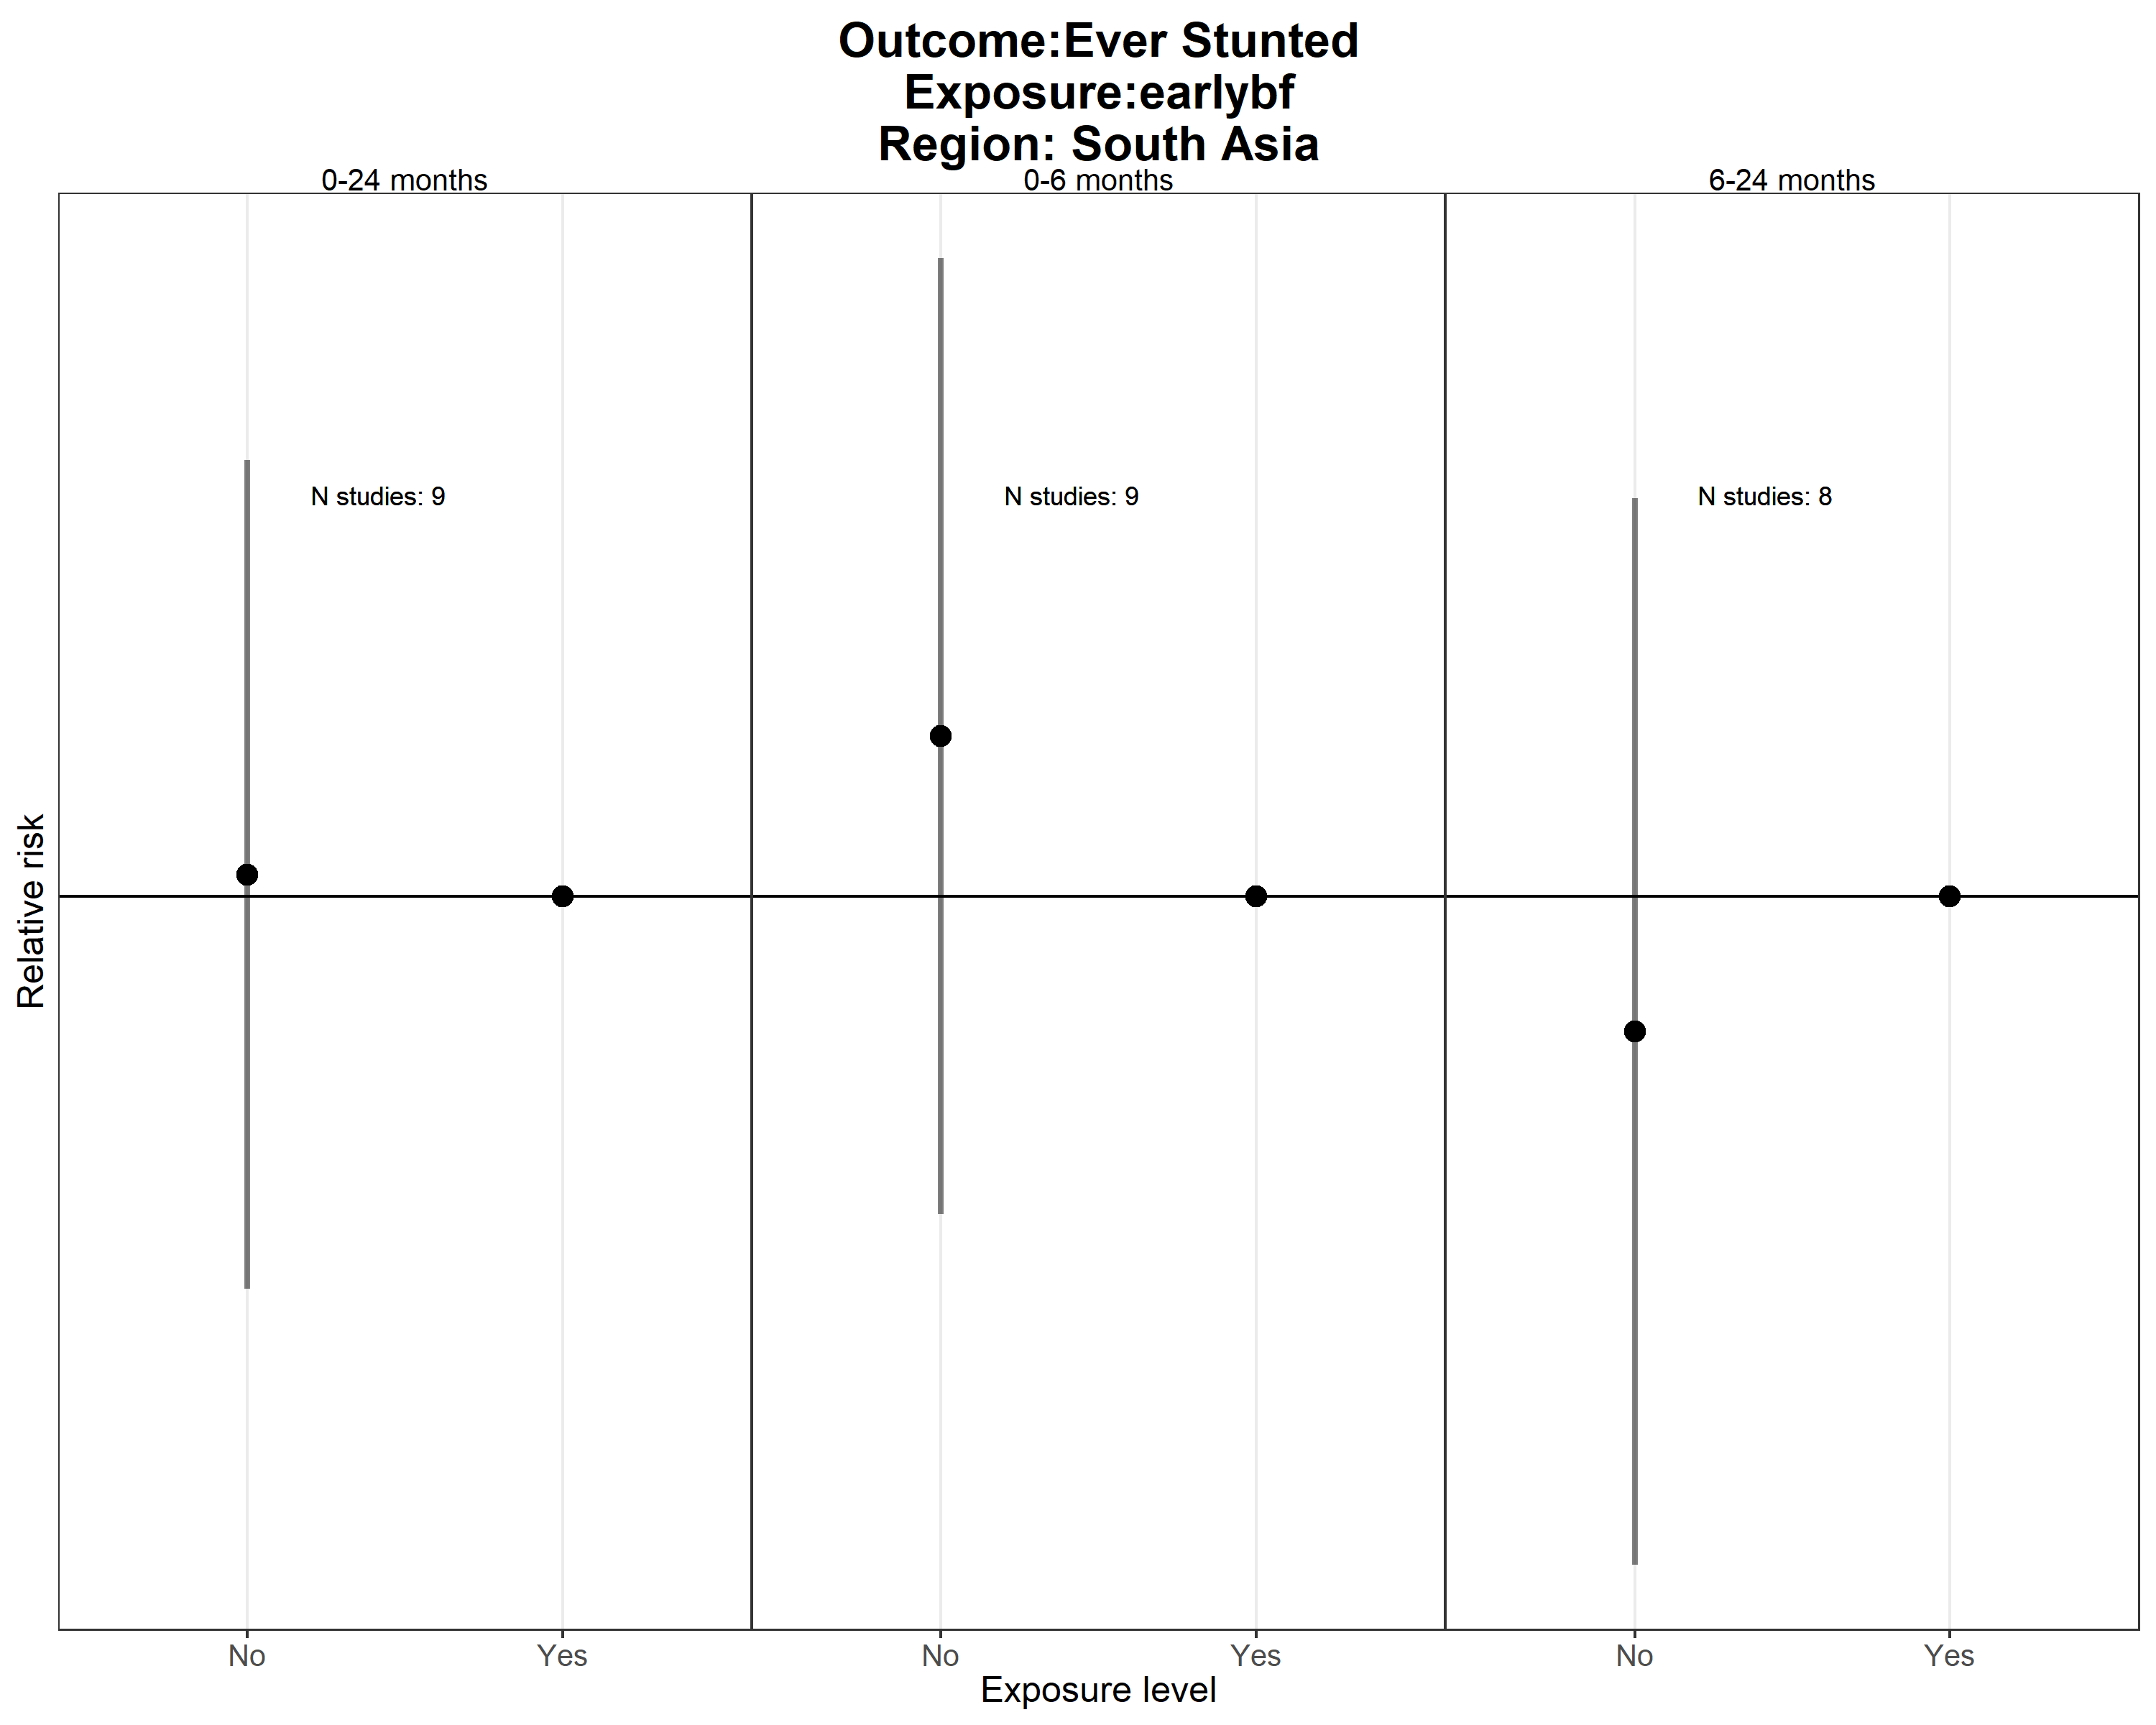 Outcome:Ever Stunted
Exposure:earlybf
Region: South Asia
0-24 months
0-6 months
6-24 months
N studies: 9
N studies: 9
N studies: 8
Relative risk
No
Yes
No
Yes
No
Yes
Exposure level